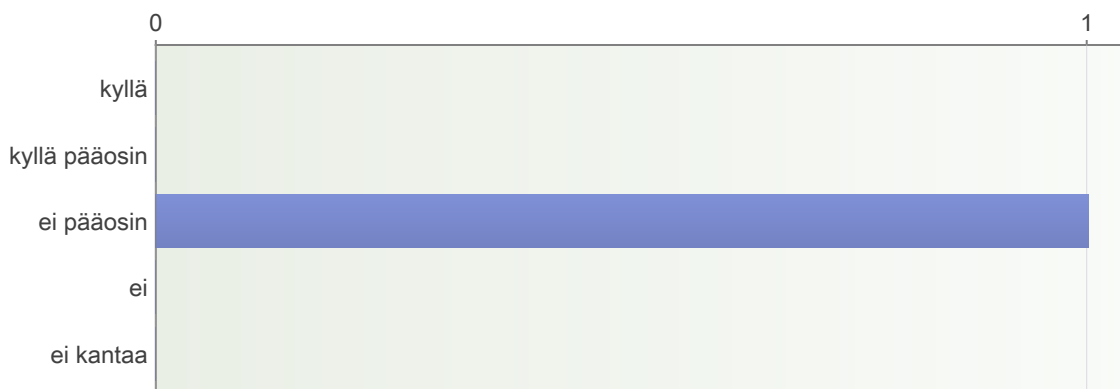 0 1
kyllä
kyllä pääosin
ei pääosin
ei
ei kantaa